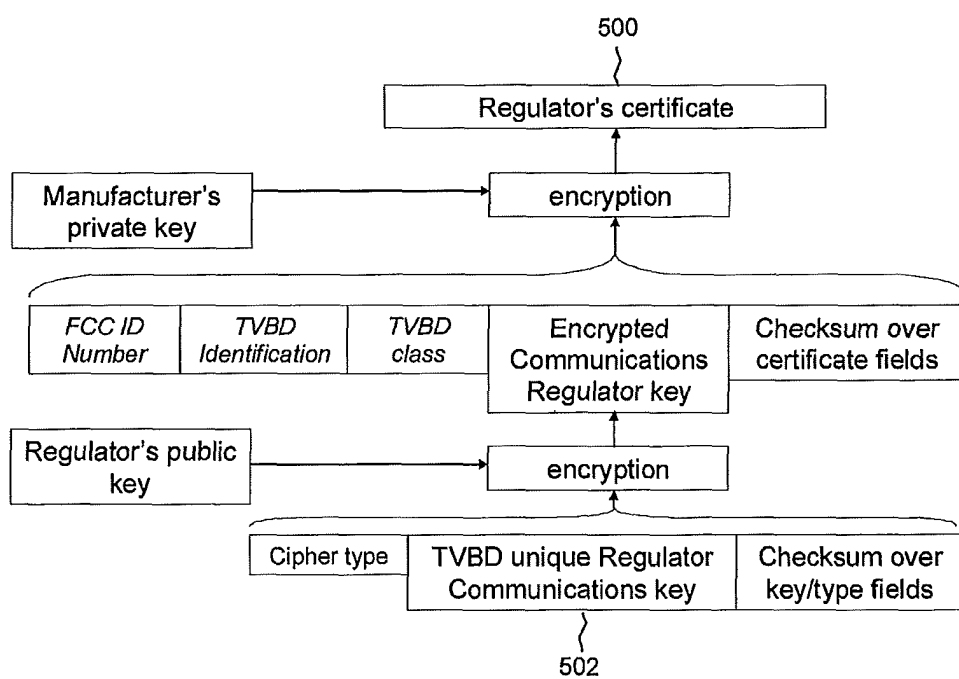 500
Regulator's certificate
Manufacturer's
private key
encryption
FCC ID
Number
TVBD
Identification
TVBD
class
Encrypted
Communications
Regulator key
Checksum over
certificate fields
Regulator's public
key
encryption
Cipher type
TVBD unique Regulator
Communications key
Checksum over
key/type fields
502